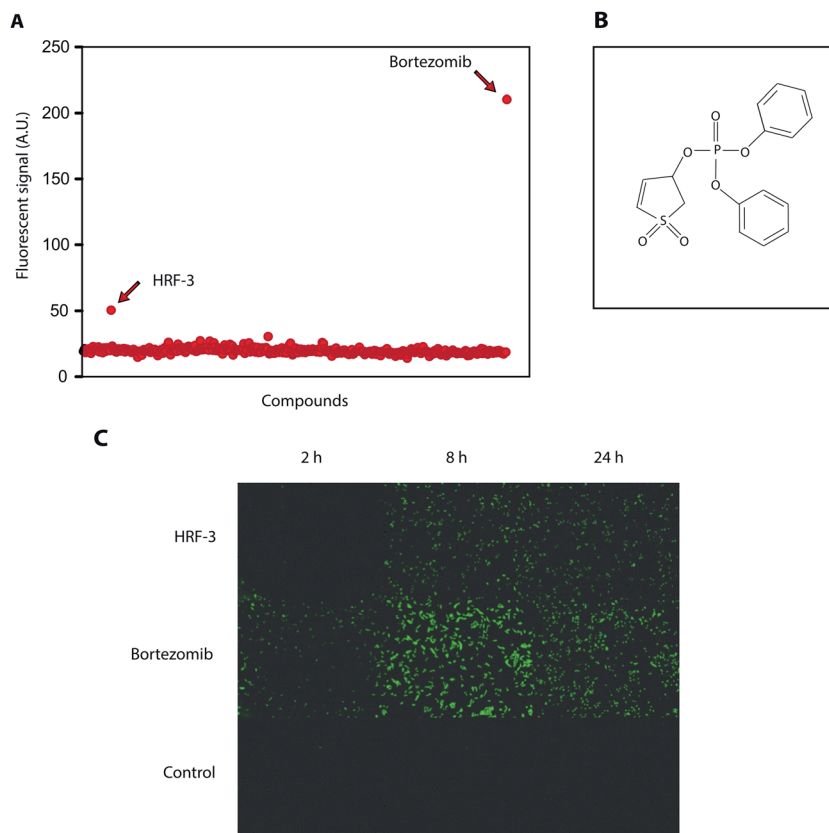 A
250
200
150
100
50
0
Fluorescent signal (A.U.)
Bortezomib
HRF-3
Compounds
B
O
O
P
O
O
S
O
O
C
2 h 8 h 24 h
HRF-3
Bortezomib
Control